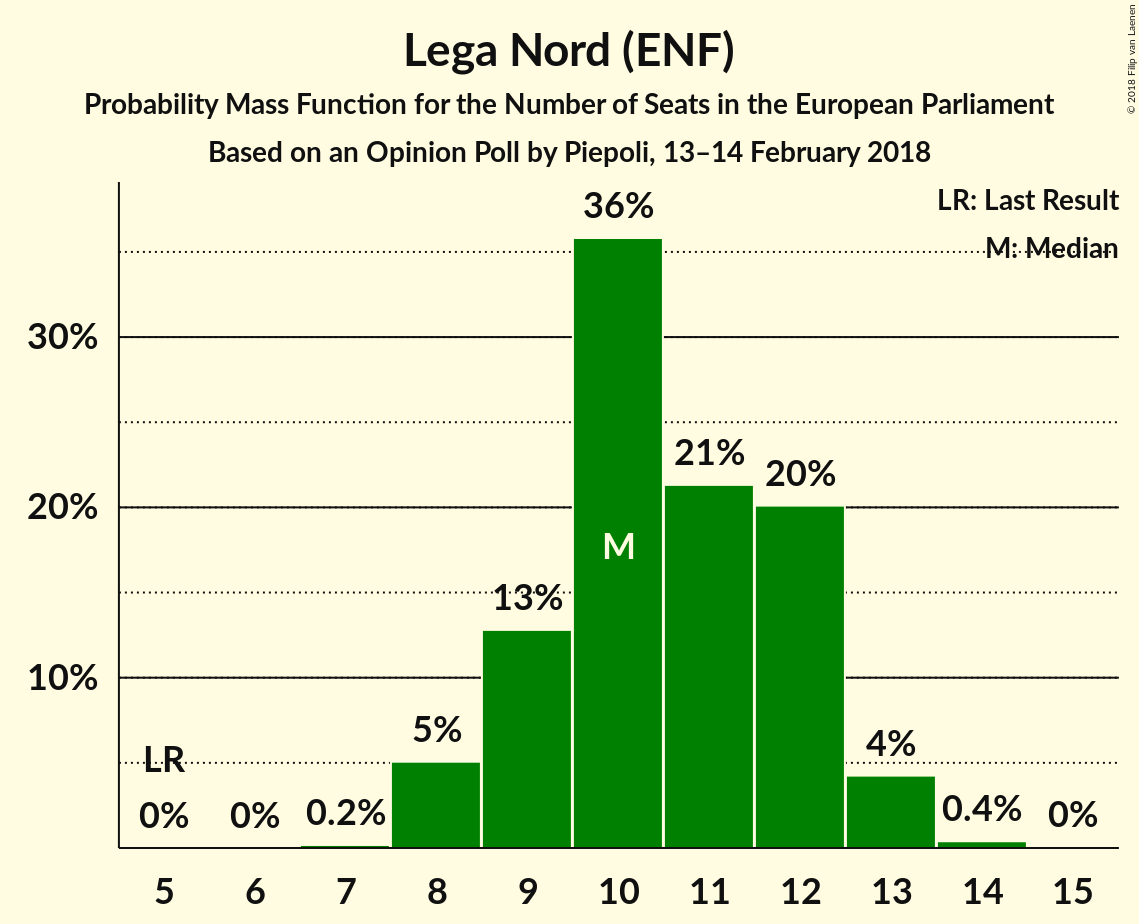 Lega Nord (ENF)
Probability Mass Function for the Number of Seats in the European Parliament
Based on an Opinion Poll by Piepoli, 13–14 February 2018
© 2018 Filip van Laenen
LR: Last Result
M: Median
36%
30%
21%
20%
20%
M
13%
10%
5%
4%
LR
0%
0%
0.2%
0.4%
0%
5 6 7 8 9 10 11 12 13 14 15